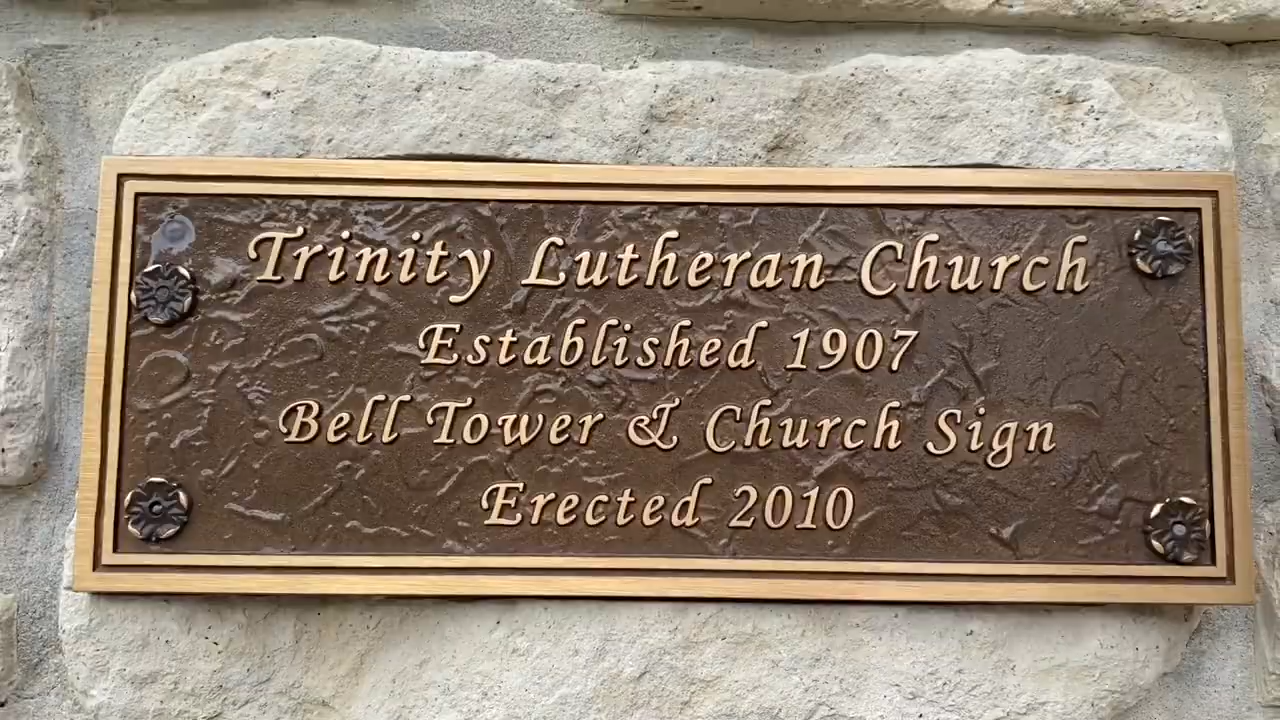 Trinity Lutheran Church
Established 1907
Bell Tower & Church Sign
Erected 2010